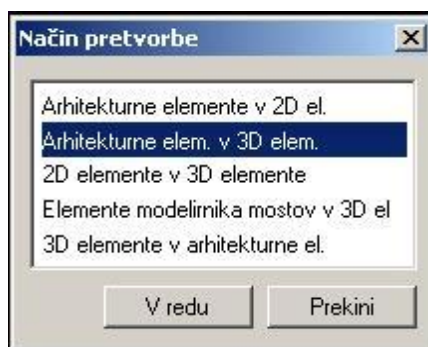 Način pretvorbe
Arhitekturne elemente v 2D el.
Arhitekturne elem. v 3D elem.
2D elemente v 3D elemente
Elemente modelirnika mostov v 3D el
3D elemente v arhitekturne el.
V redu Prekini